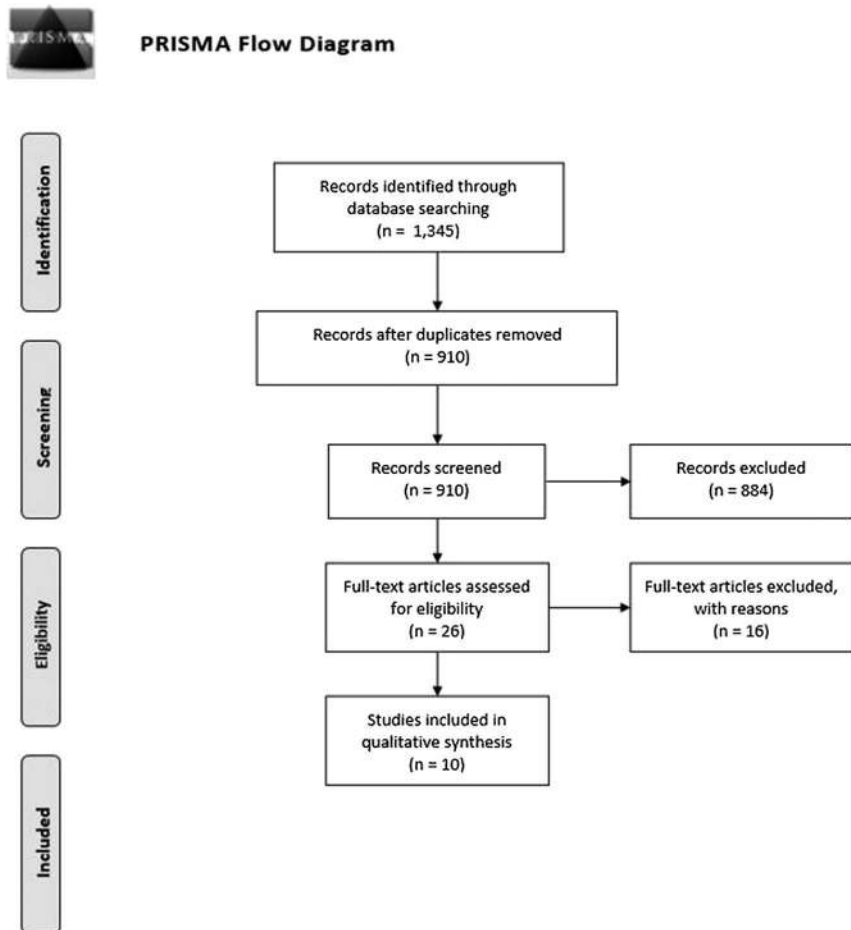 PRISMA
PRISMA Flow Diagram
Identification
Records identified through
database searching
(n = 1,345)
Records after duplicates removed
(n = 910)
Screening
Records screened
(n = 910)
Records excluded
(n = 884)
Eligibility
Full-text articles assessed
for eligibility
(n = 26)
Full-text articles excluded,
with reasons
(n = 16)
Studies included in
qualitative synthesis
(n = 10)
Included